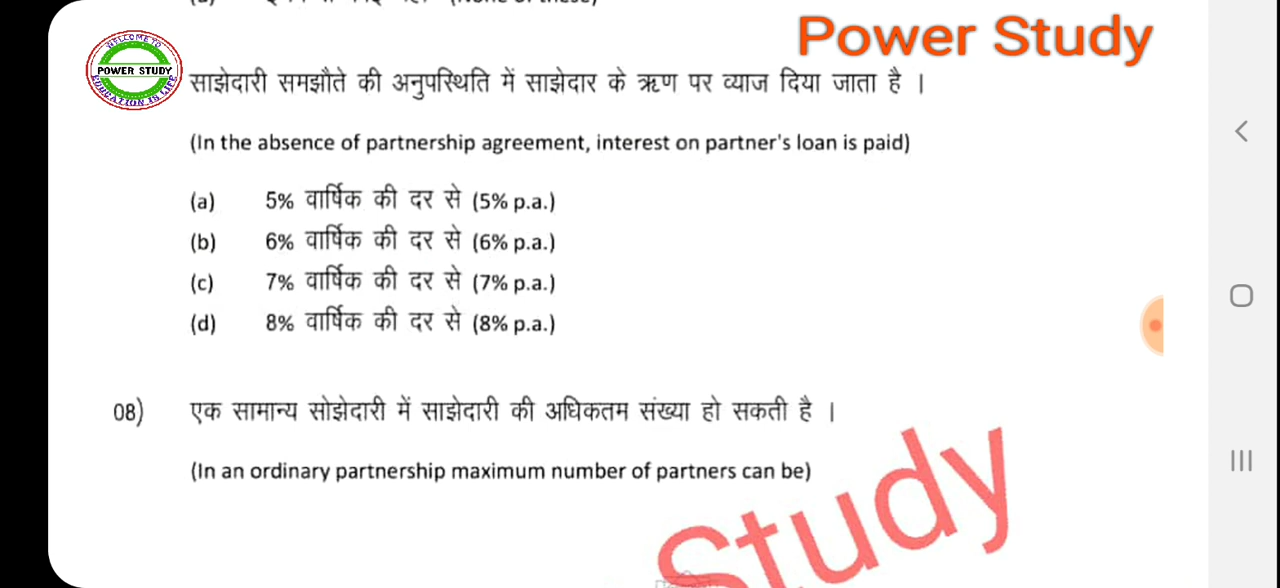 Power Study
WELCOME TO
POWER STUDY
EDUCATION IS LIFE
साझेदारी समझौते की अनुपस्थिति में साझेदार के ऋण पर व्याज दिया जाता है ।
(In the absence of partnership agreement, interest on partner's loan is paid)
(a) 5% वार्षिक की दर से (5% p.a.)
(b) 6% वार्षिक की दर से (6% p.a.)
(c) 7% वार्षिक की दर से (7% p.a.)
(d) 8% वार्षिक की दर से (8% p.a.)
08) एक सामान्य सोझेदारी में साझेदारी की अधिकतम संख्या हो सकती है ।
(In an ordinary partnership maximum number of partners can be)
Study